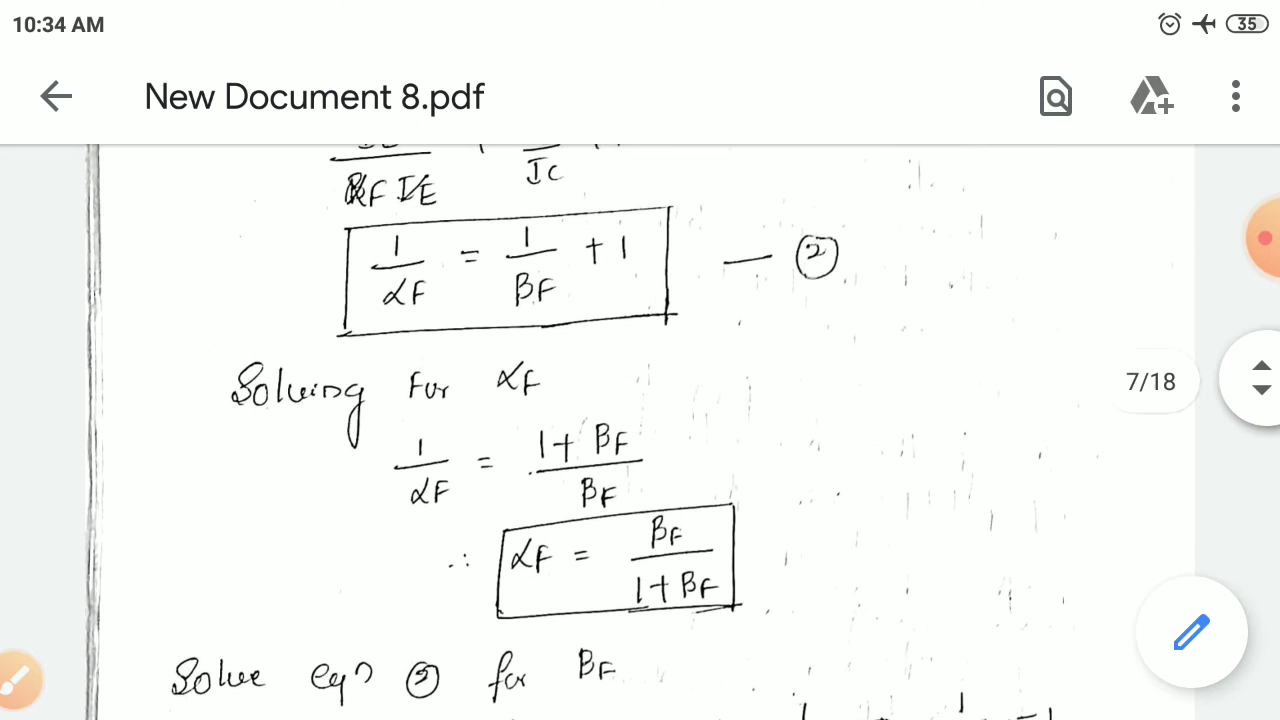 10:34 AM 35
New Document 8.pdf
αF IE IC
1/αF = 1/βF + 1 — ②
Solving For αF
7/18
1/αF = 1+βF/βF
∴ αF = βF/1+βF
Solve eqn ② for βF